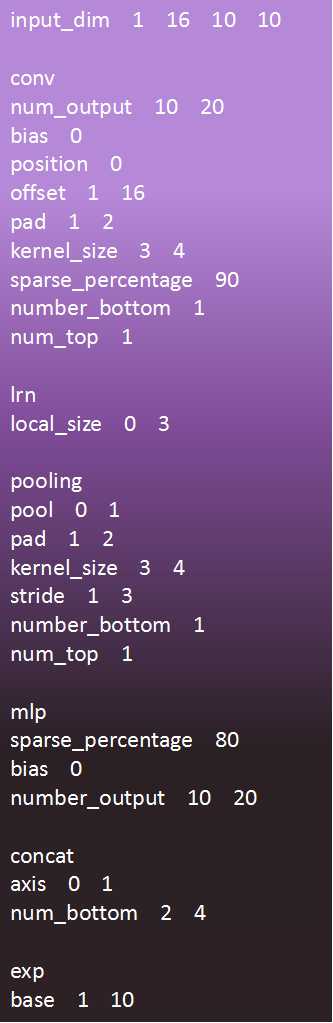 input_dim 1 16 10 10
conv
num_output 10 20
bias 0
position 0
offset 1 16
pad 1 2
kernel_size 3 4
sparse_percentage 90
number_bottom 1
num_top 1
lrn
local_size 0 3
pooling
pool 0 1
pad 1 2
kernel_size 3 4
stride 1 3
number_bottom 1
num_top 1
mlp
sparse_percentage 80
bias 0
number_output 10 20
concat
axis 0 1
num_bottom 2 4
exp
base 1 10